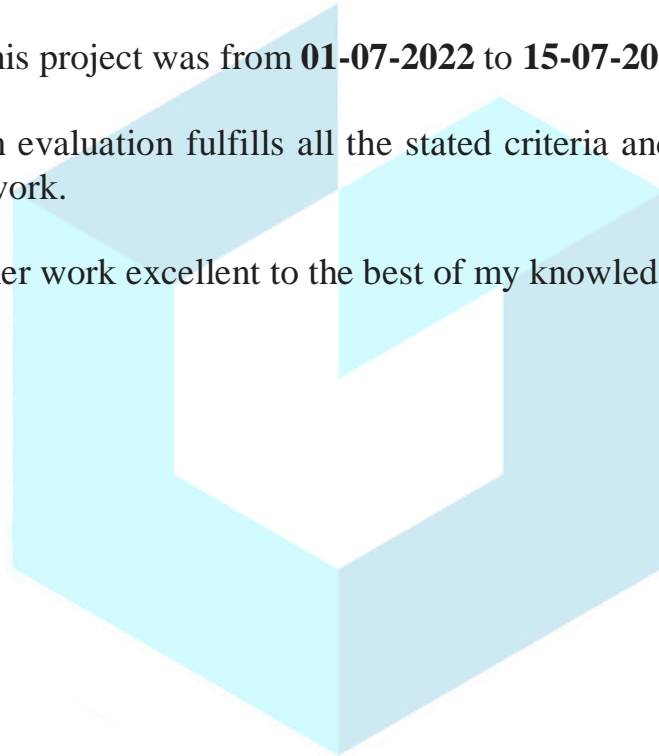 his project was from 01-07-2022 to 15-07-20
n evaluation fulfills all the stated criteria and
work.
her work excellent to the best of my knowled